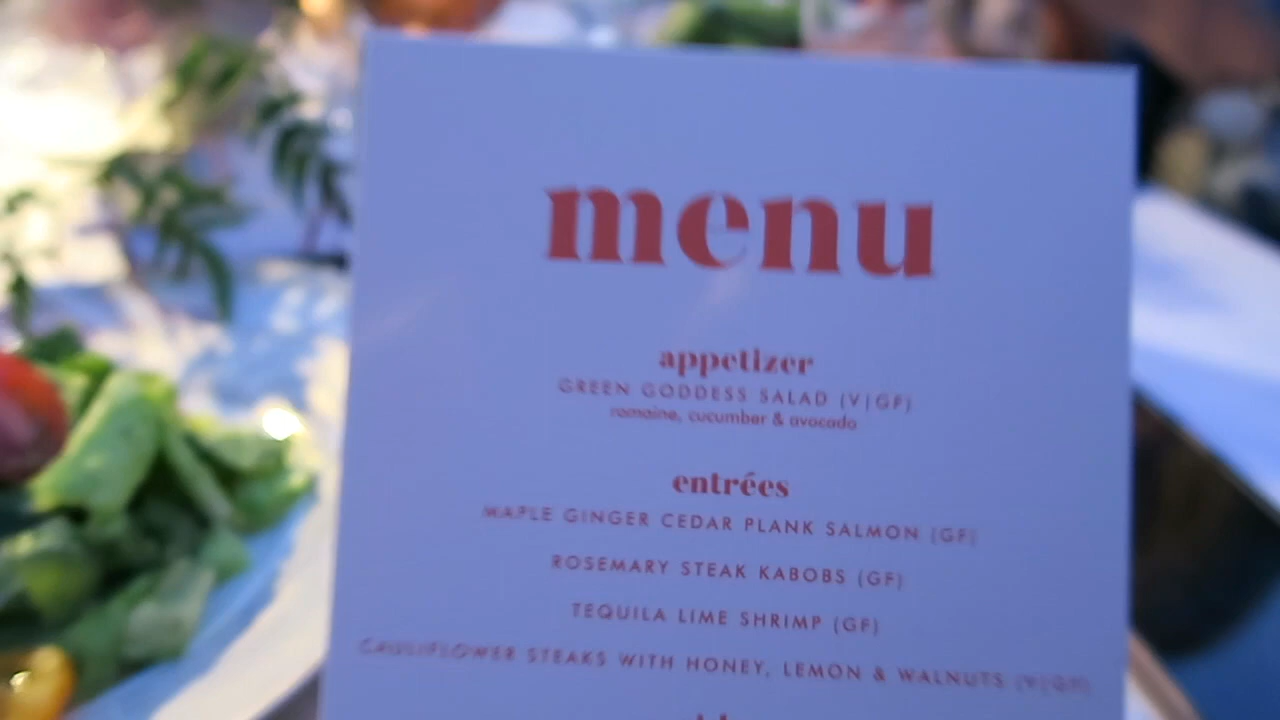 menu
appetizer
GREEN GODDESS SALAD (V|GF)
romaine, cucumber & avocado
entrées
MAPLE GINGER CEDAR PLANK SALMON (GF)
ROSEMARY STEAK KABOBS (GF)
TEQUILA LIME SHRIMP (GF)
CAULIFLOWER STEAKS WITH HONEY, LEMON & WALNUTS (V|GF)